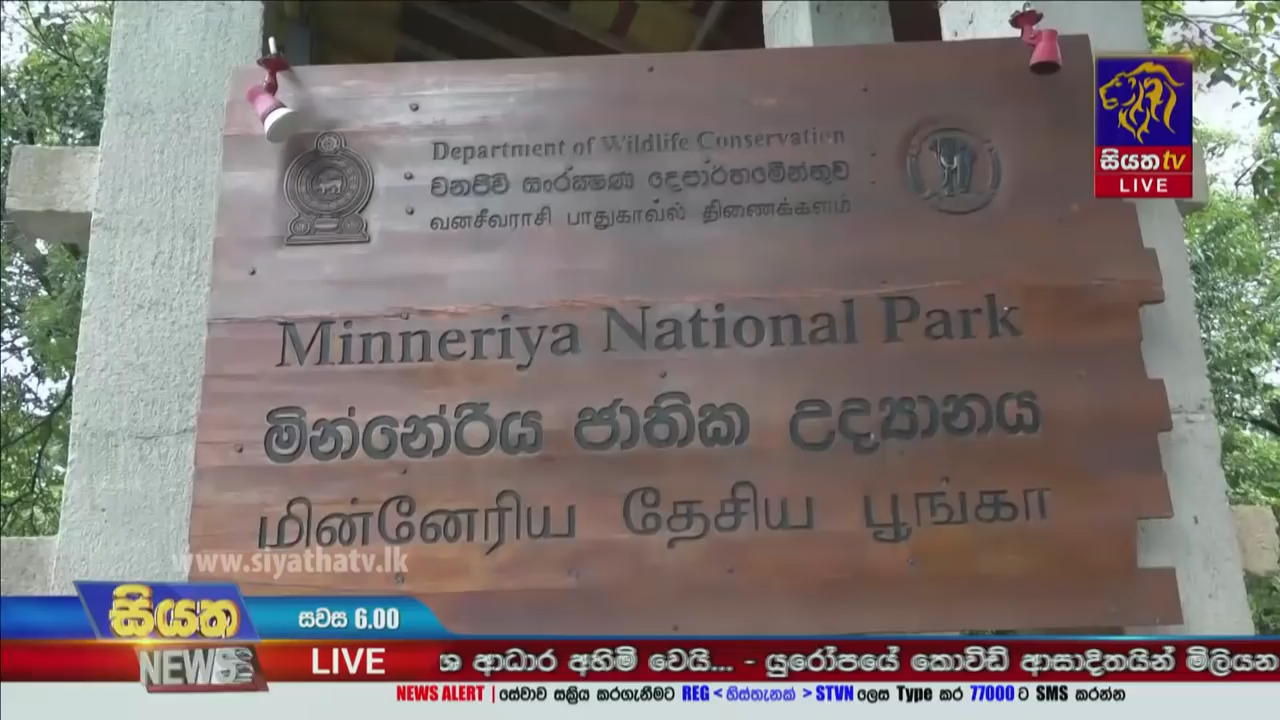 Department of Wildlife Conservation
වනජීවී සංරක්ෂණ දෙපාර්තමේන්තුව
வனசீவராசி பாதுகாவல் திணைக்களம்
සියත tv
LIVE
Minneriya National Park
මින්නේරිය ජාතික උද්‍යානය
மின்னேரிய தேசிய பூங்கா
www.siyathatv.lk
සියත
සවස 6.00
NEWS
LIVE
ශ ආධාර අහිමි වෙයි... - යුරෝපයේ කොවිඩ් ආසාදිතයින් මිලියන
NEWS ALERT | සේවාව සක්‍රිය කරගැනීමට REG < හිස්තැනක් > STVN ලෙස Type කර 77000 ට SMS කරන්න